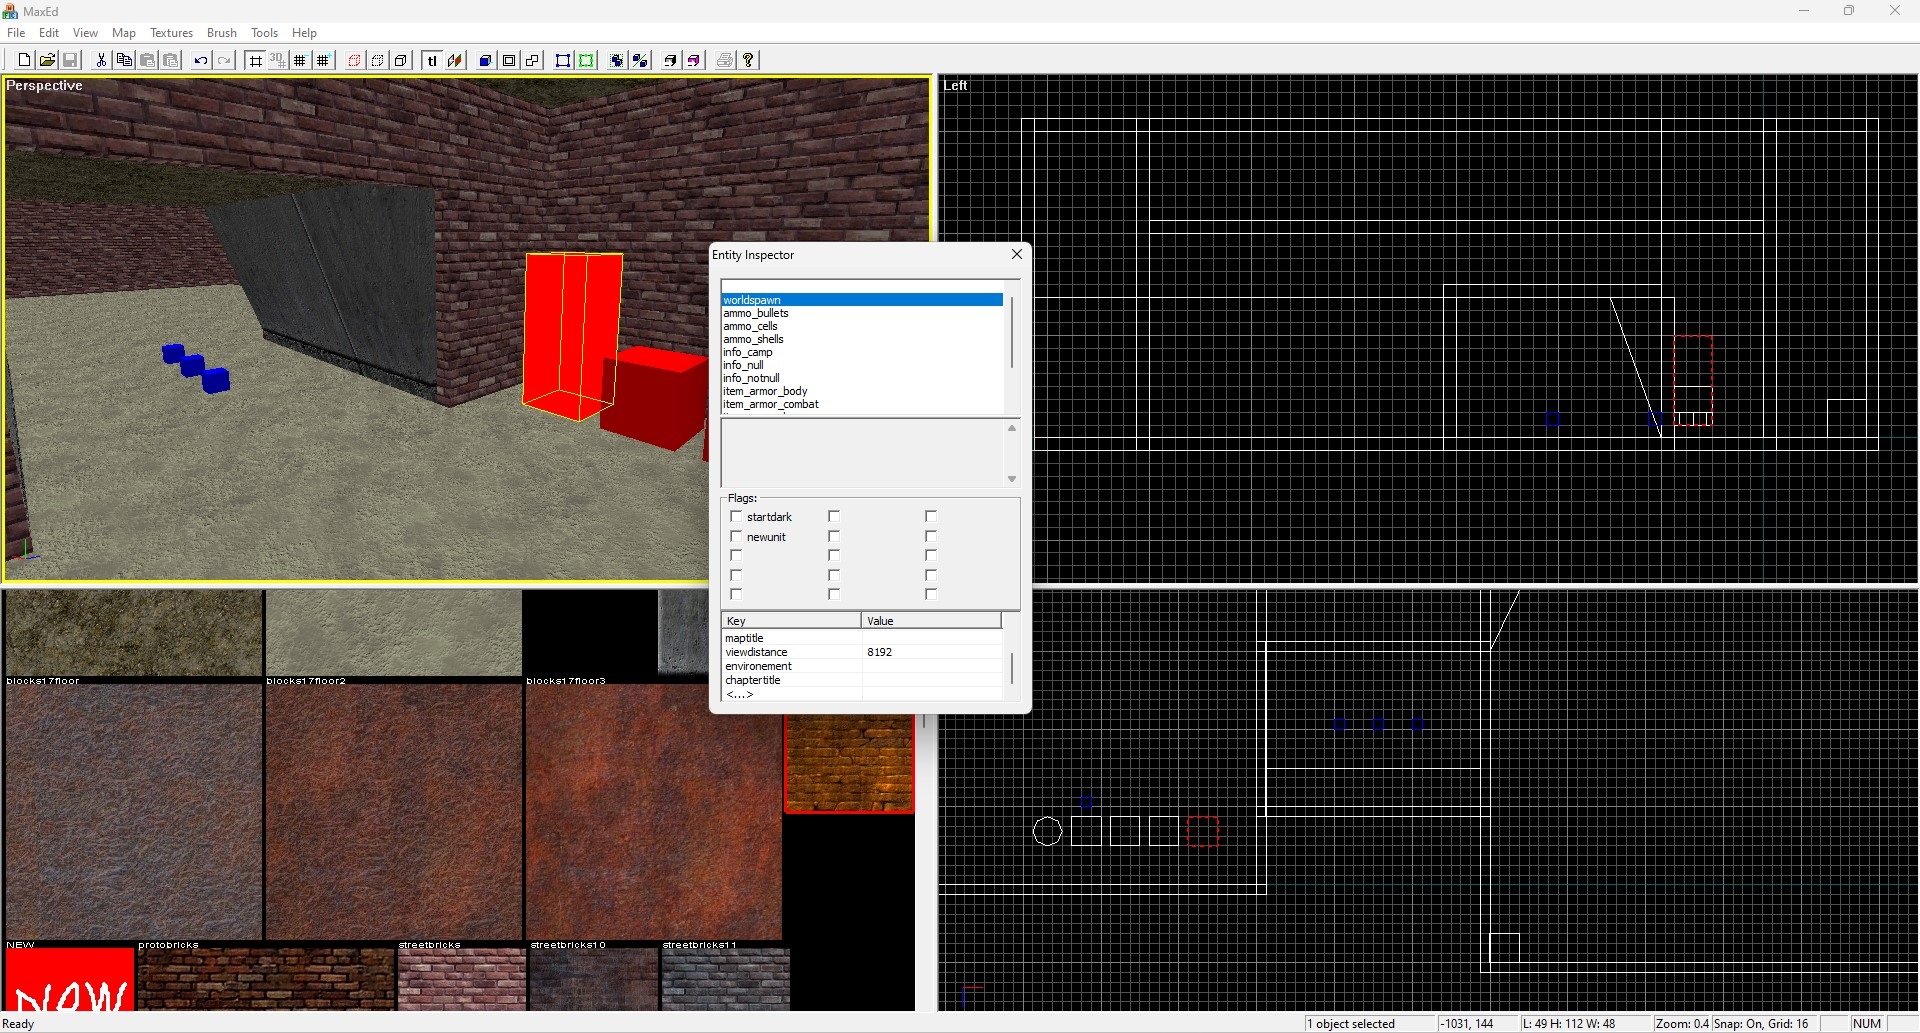 MaxEd
File Edit View Map Textures Brush Tools Help
Perspective
Left
Entity Inspector
worldspawn
ammo_bullets
ammo_cells
ammo_shells
info_camp
info_null
info_notnull
item_armor_body
item_armor_combat
Flags:
startdark
newunit
Key Value
maptitle
viewdistance 8192
environement
chaptertitle
<...>
blocks17floor blocks17floor2 blocks17floor3
NEW protobricks streetbricks streetbricks10 streetbricks11
NEW
Ready 1 object selected -1031, 144 L: 49 H: 112 W: 48 Zoom: 0.4 Snap: On, Grid: 16 NUM